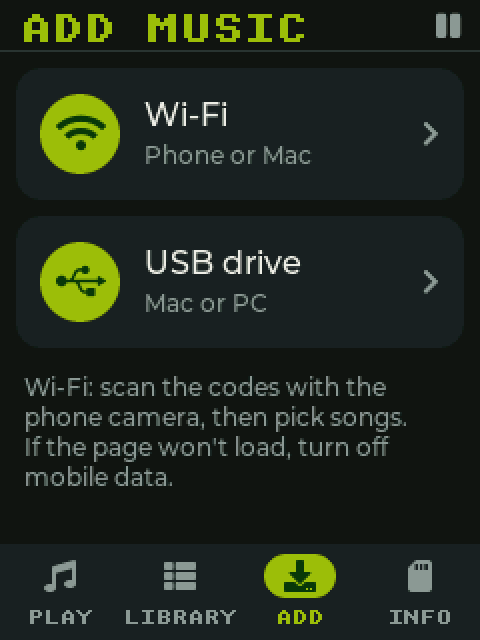 ADD MUSIC
Wi-Fi
Phone or Mac
USB drive
Mac or PC
Wi-Fi: scan the codes with the
phone camera, then pick songs.
If the page won't load, turn off
mobile data.
PLAY LIBRARY ADD INFO